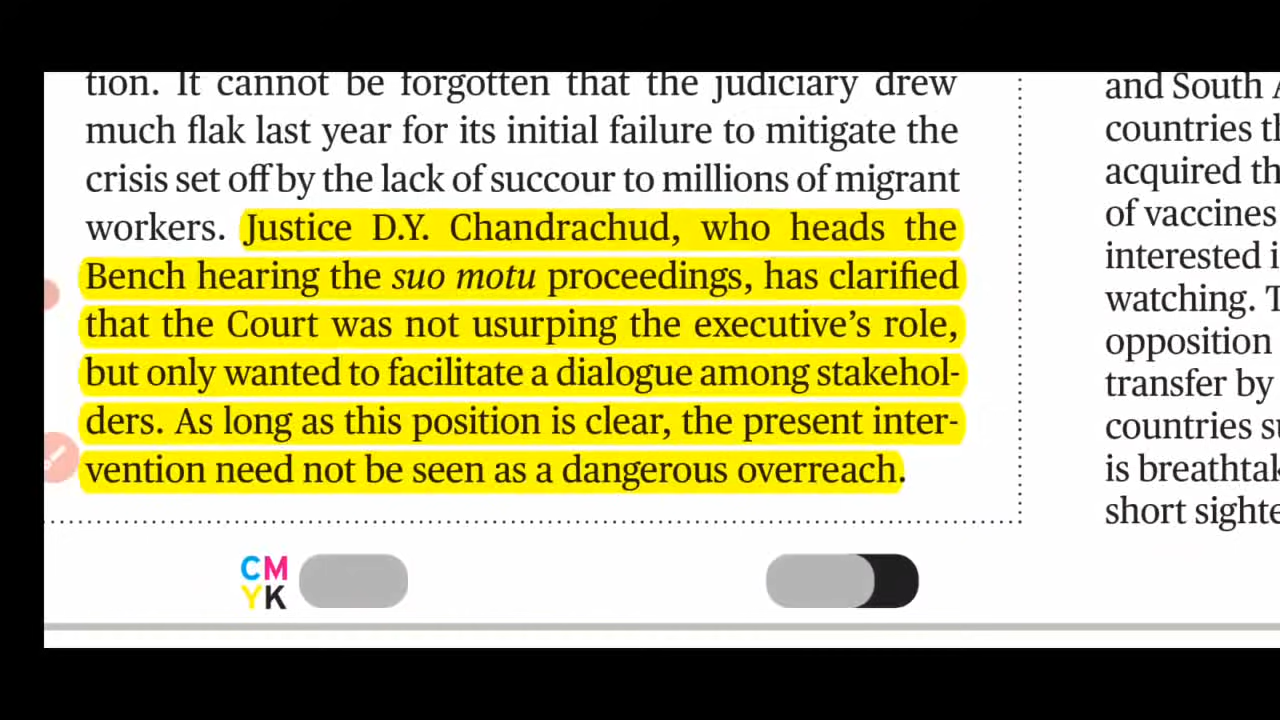 tion. It cannot be forgotten that the judiciary drew
much flak last year for its initial failure to mitigate the
crisis set off by the lack of succour to millions of migrant
workers. Justice D.Y. Chandrachud, who heads the
Bench hearing the suo motu proceedings, has clarified
that the Court was not usurping the executive’s role,
but only wanted to facilitate a dialogue among stakehol-
ders. As long as this position is clear, the present inter-
vention need not be seen as a dangerous overreach.
CM
YK
and South
countries
acquired
of vaccines
interested
watching.
opposition
transfer by
countries
is
short